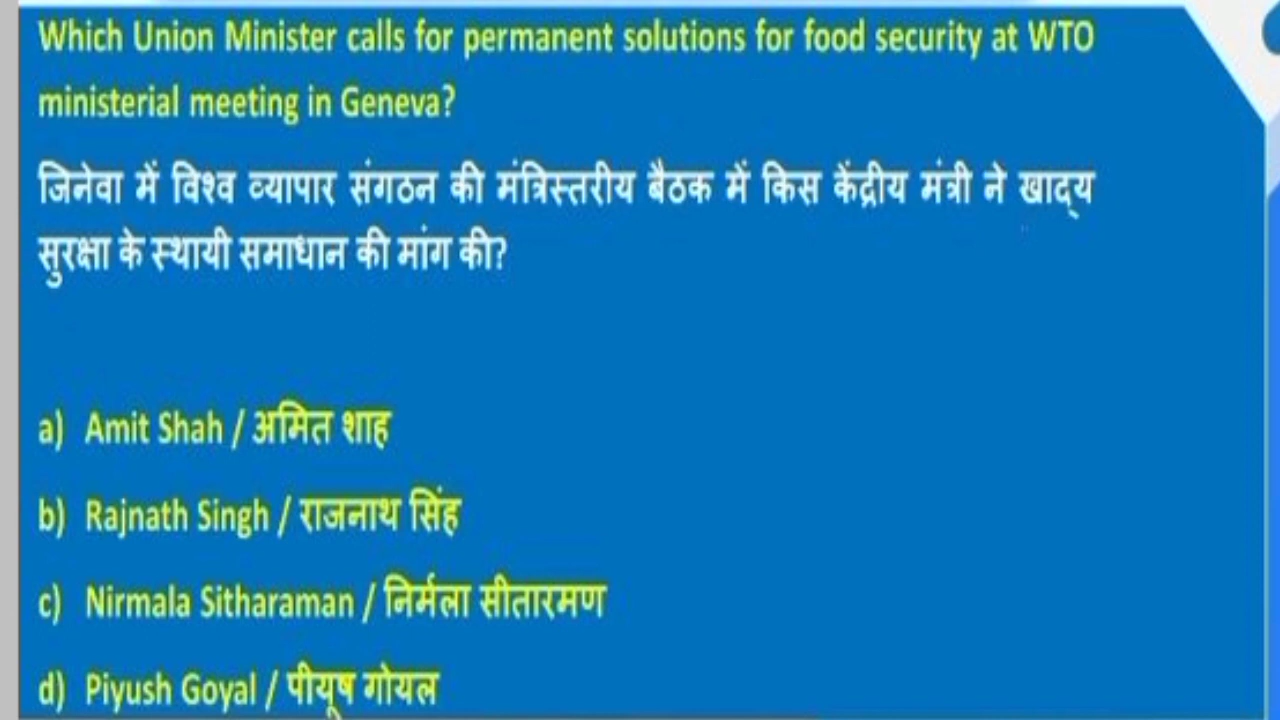 Which Union Minister calls for permanent solutions for food security at WTO
ministerial meeting in Geneva?
जिनेवा में विश्व व्यापार संगठन की मंत्रिस्तरीय बैठक में किस केंद्रीय मंत्री ने खाद्य
सुरक्षा के स्थायी समाधान की मांग की?
a) Amit Shah / अमित शाह
b) Rajnath Singh / राजनाथ सिंह
c) Nirmala Sitharaman / निर्मला सीतारमण
d) Piyush Goyal / पीयूष गोयल